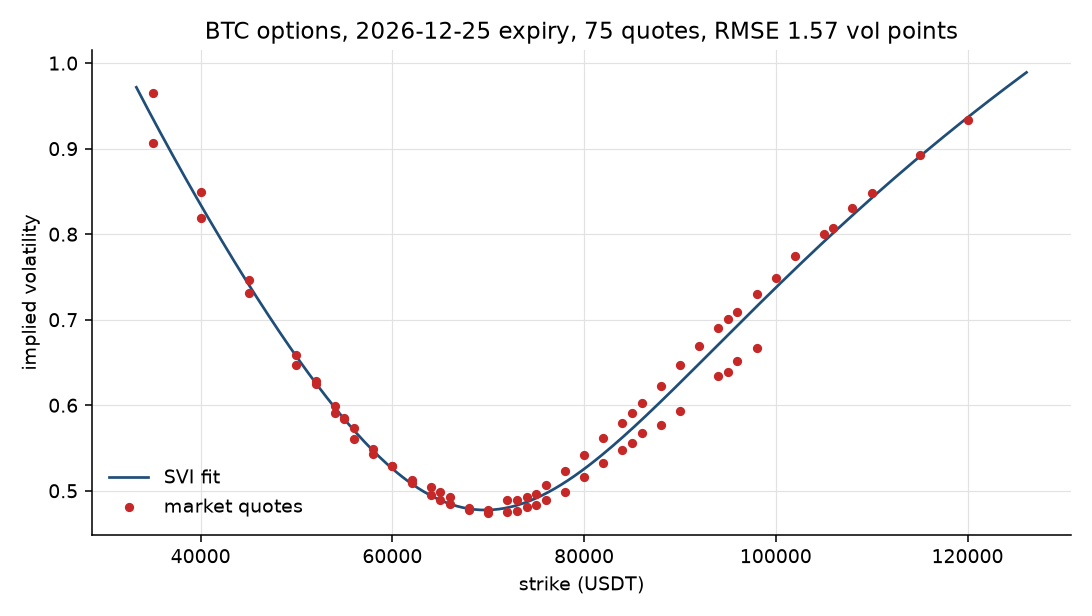 BTC options, 2026-12-25 expiry, 75 quotes, RMSE 1.57 vol points
implied volatility
1.0
0.9
0.8
0.7
0.6
0.5
SVI fit
market quotes
40000 60000 80000 100000 120000
strike (USDT)